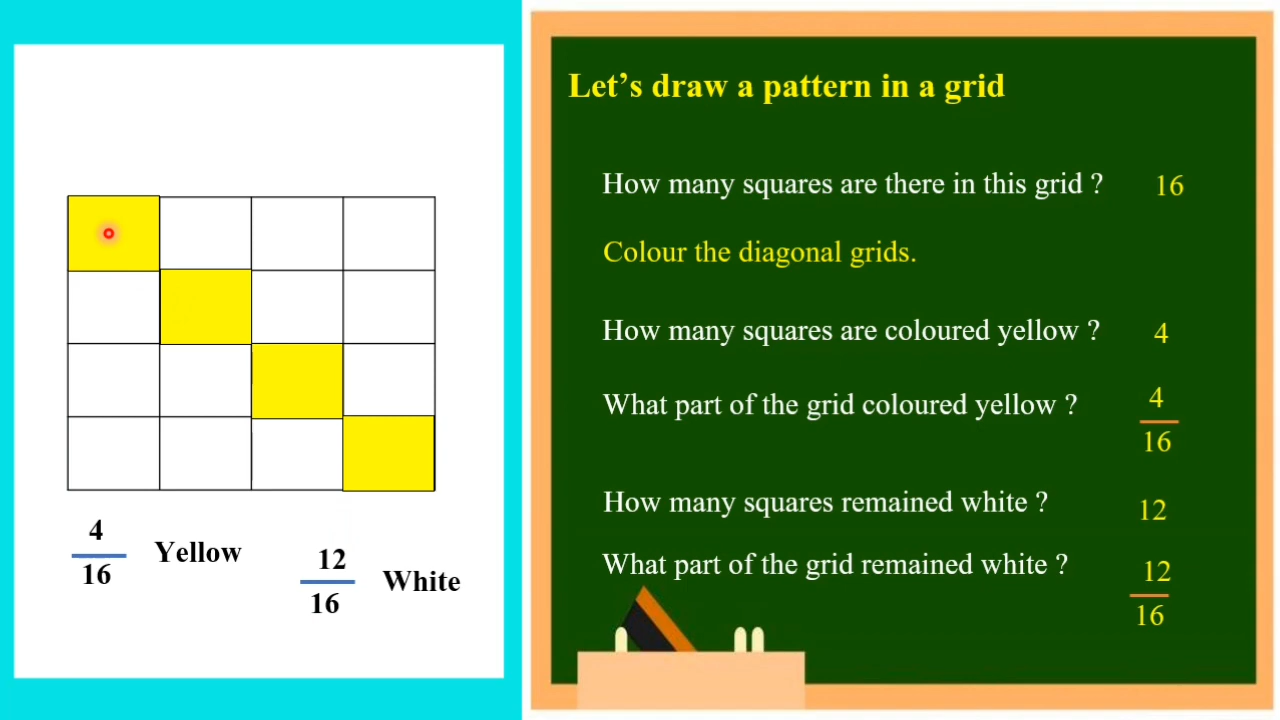 Let’s draw a pattern in a grid
How many squares are there in this grid ? 16
Colour the diagonal grids.
How many squares are coloured yellow ? 4
What part of the grid coloured yellow ? 4
16
How many squares remained white ? 12
What part of the grid remained white ? 12
16
4
16
Yellow
12
16
White